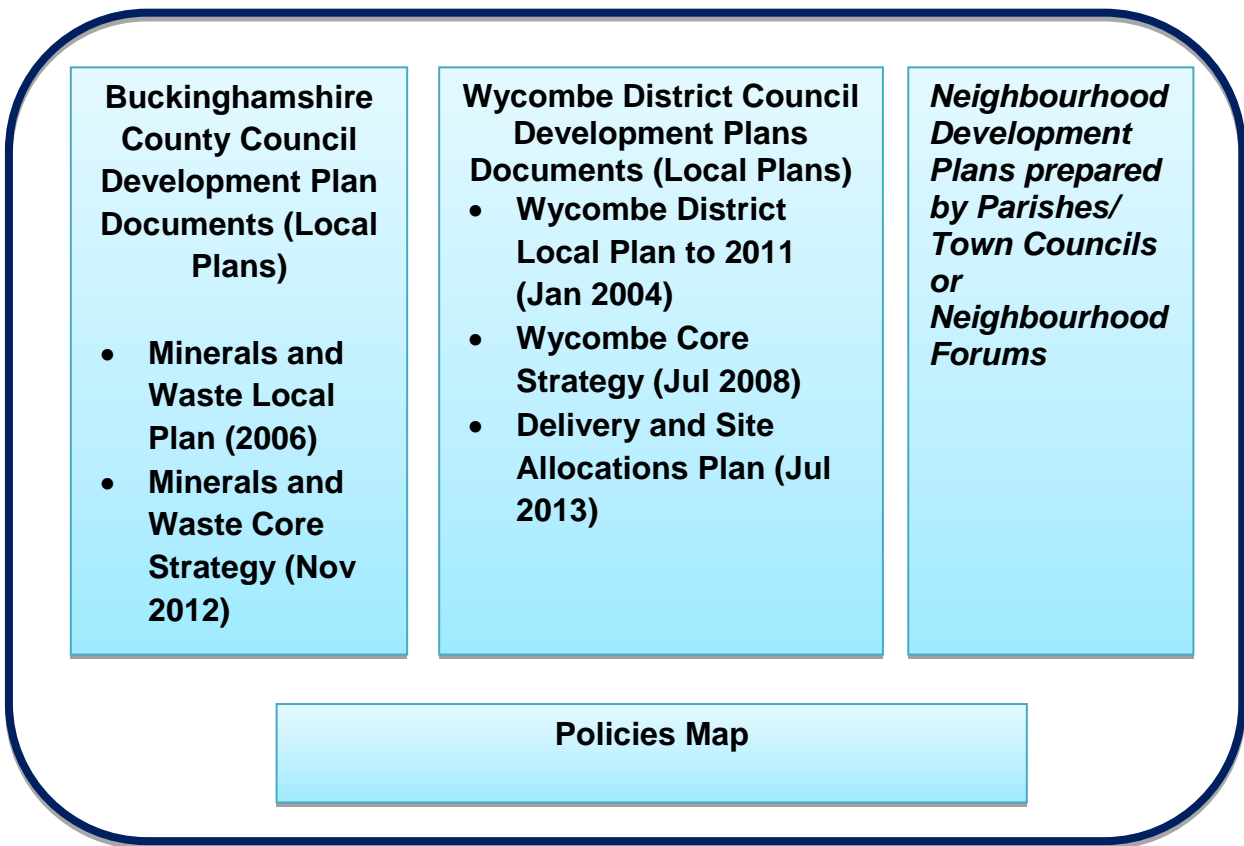 Buckinghamshire
County Council
Development Plan
Documents (Local
Plans)
• Minerals and
Waste Local
Plan (2006)
• Minerals and
Waste Core
Strategy (Nov
2012)
Wycombe District Council
Development Plans
Documents (Local Plans)
• Wycombe District
Local Plan to 2011
(Jan 2004)
• Wycombe Core
Strategy (Jul 2008)
• Delivery and Site
Allocations Plan (Jul
2013)
Neighbourhood
Development
Plans prepared
by Parishes/
Town Councils
or
Neighbourhood
Forums
Policies Map